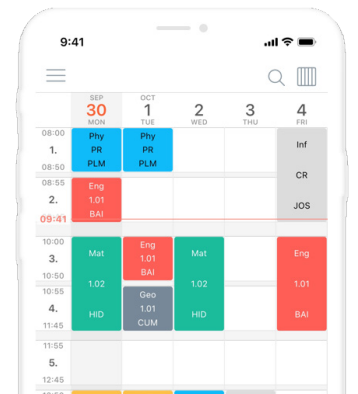 9:41
SEP OCT
30 1 2 3 4
MON TUE WED THU FRI
08:00
1.
08:50
Phy
PR
PLM
Phy
PR
PLM
Inf
CR
JOS
08:55
2.
09:41
Eng
1.01
BAI
10:00
3.
10:50
Mat
1.02
HID
Eng
1.01
BAI
Mat
1.02
HID
Eng
1.01
BAI
10:55
4.
11:45
Geo
1.01
CUM
11:55
5.
12:45